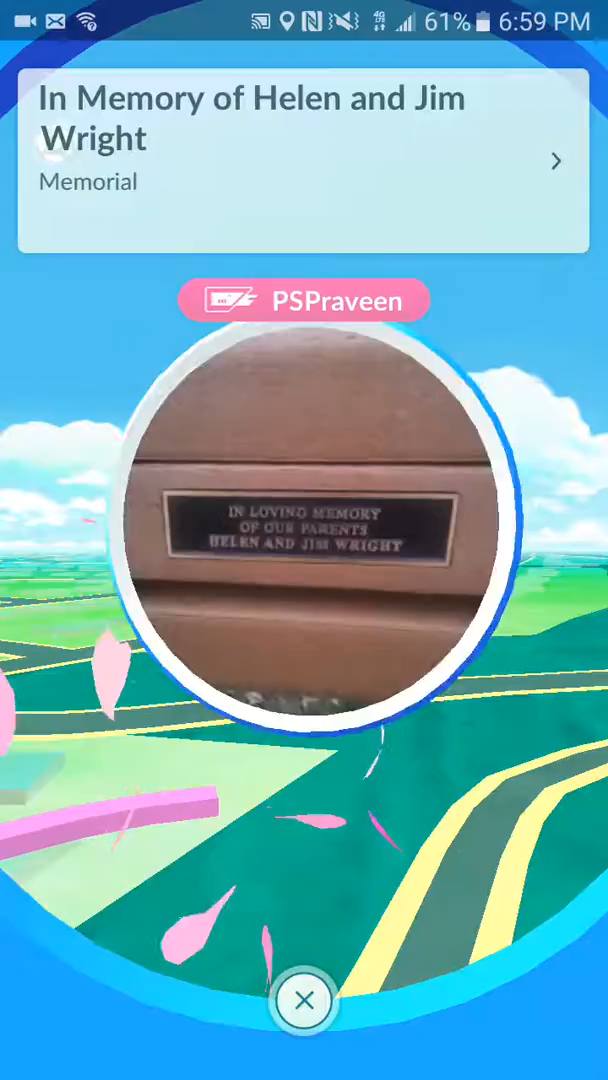 61% 6:59 PM
In Memory of Helen and Jim
Wright
Memorial
PSPraveen
IN LOVING MEMORY
OF OUR PARENTS
HELEN AND JIM WRIGHT